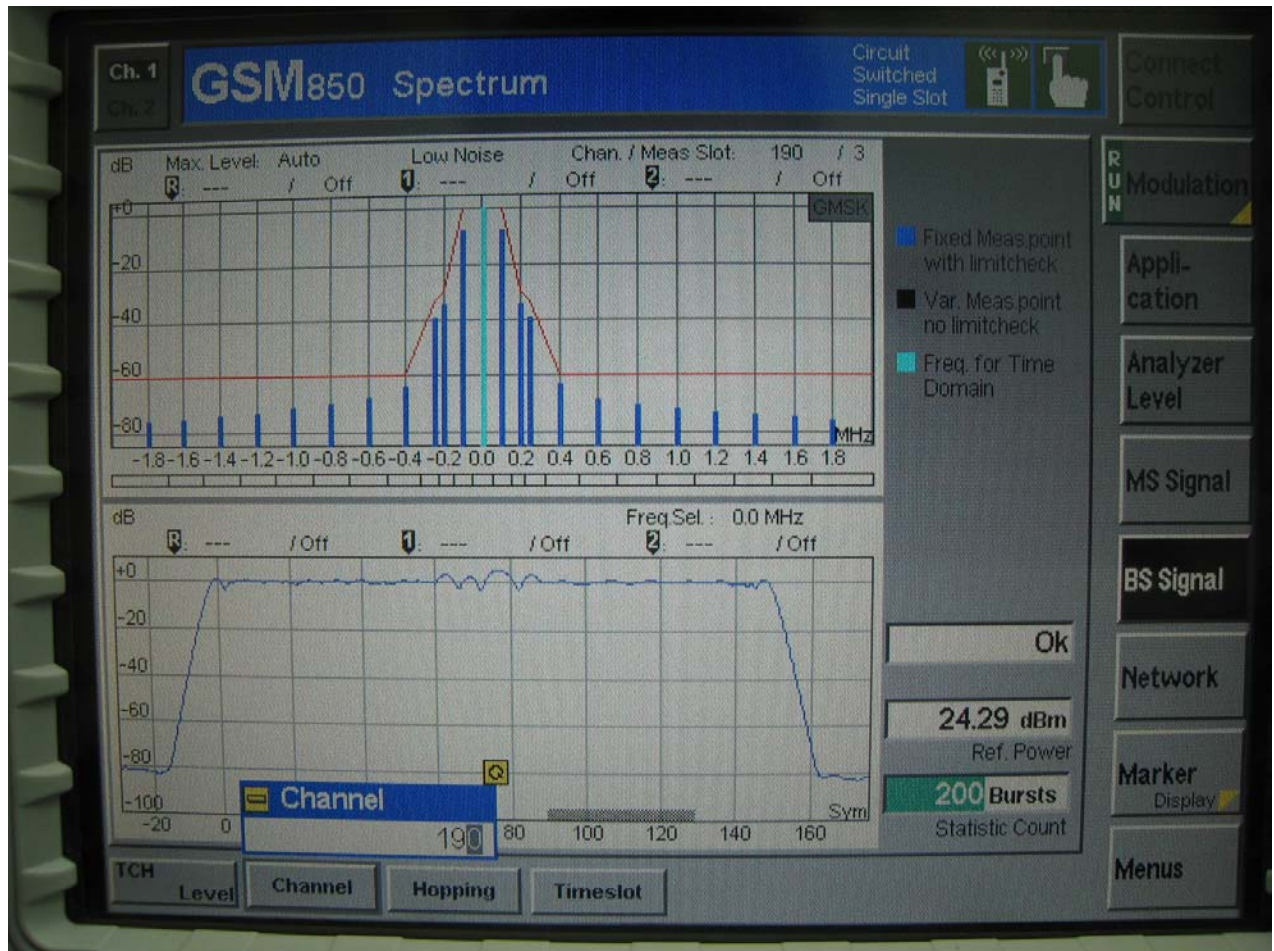 Ch. 1
Ch. 2
GSM850 Spectrum
Circuit
Switched
Single Slot
Connect
Control
dB Max. Level: Auto Low Noise Chan. / Meas Slot: 190 / 3
R: --- / Off 1: --- / Off 2: --- / Off
GMSK
+0
-20
-40
-60
-80
MHz
-1.8 -1.6 -1.4 -1.2 -1.0 -0.8 -0.6 -0.4 -0.2 0.0 0.2 0.4 0.6 0.8 1.0 1.2 1.4 1.6 1.8
Fixed Meas.point
with limitcheck
Var. Meas.point
no limitcheck
Freq. for Time
Domain
RUN
Modulation
Appli-
cation
Analyzer
Level
MS Signal
BS Signal
Network
Marker
Display
Menus
dB Freq.Sel. : 0.0 MHz
R: --- / Off 1: --- / Off 2: --- / Off
+0
-20
-40
-60
-80
-100
Sym
-20 0 80 100 120 140 160
Q
Channel
190
Ok
24.29 dBm
Ref. Power
200 Bursts
Statistic Count
TCH
Level
Channel
Hopping
Timeslot